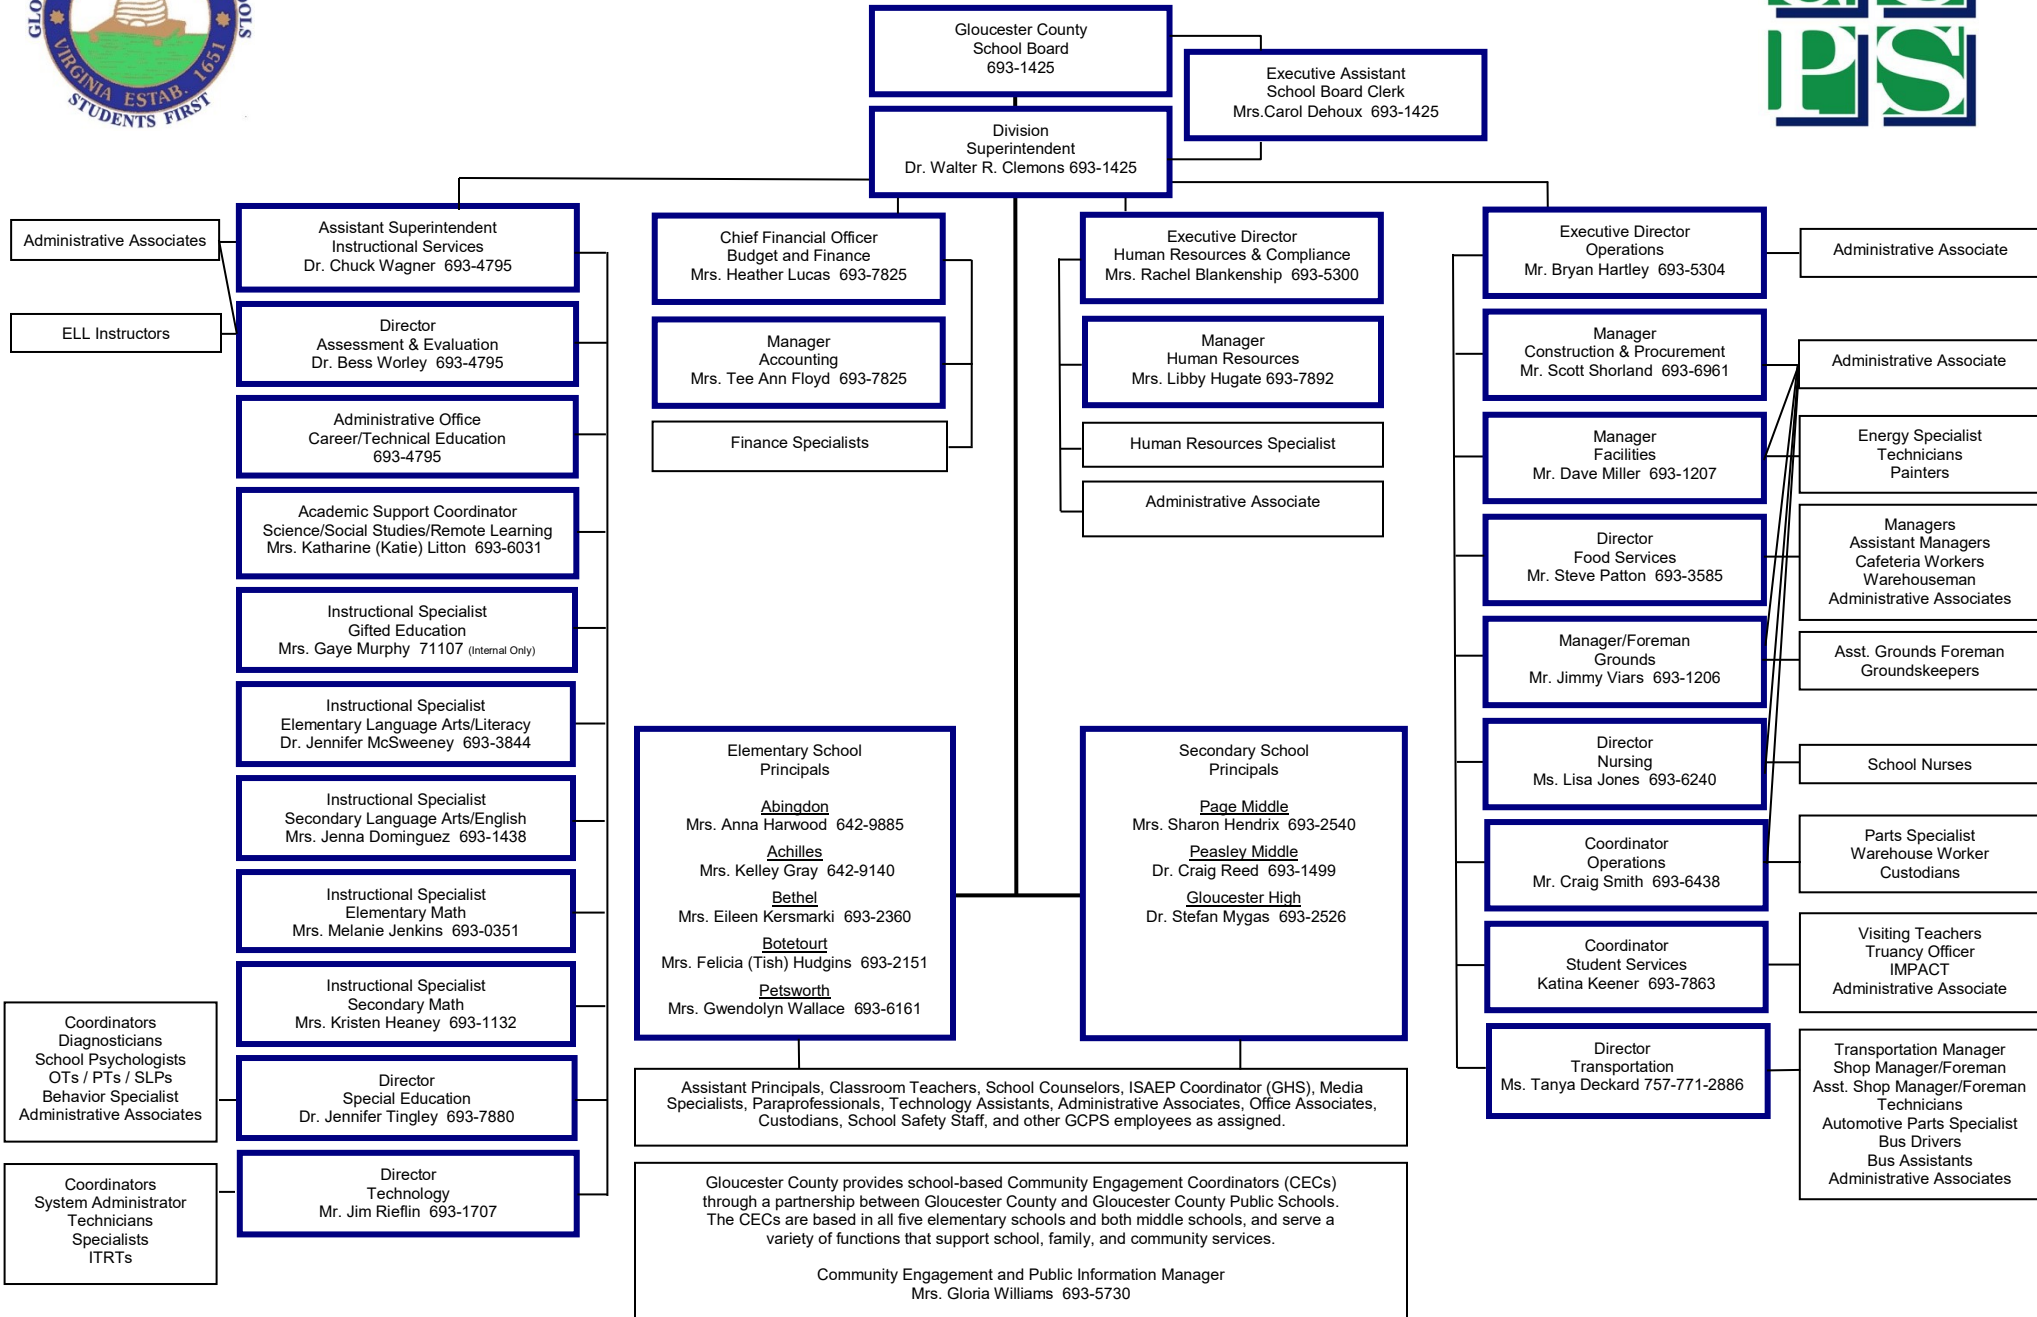 GLO
OOLS
VIRGINIA ESTAB. 1651
STUDENTS FIRST
PS
Gloucester County
School Board
693-1425
Executive Assistant
School Board Clerk
Mrs.Carol Dehoux 693-1425
Division
Superintendent
Dr. Walter R. Clemons 693-1425
Administrative Associates
ELL Instructors
Assistant Superintendent
Instructional Services
Dr. Chuck Wagner 693-4795
Director
Assessment & Evaluation
Dr. Bess Worley 693-4795
Administrative Office
Career/Technical Education
693-4795
Academic Support Coordinator
Science/Social Studies/Remote Learning
Mrs. Katharine (Katie) Litton 693-6031
Instructional Specialist
Gifted Education
Mrs. Gaye Murphy 71107 (Internal Only)
Instructional Specialist
Elementary Language Arts/Literacy
Dr. Jennifer McSweeney 693-3844
Instructional Specialist
Secondary Language Arts/English
Mrs. Jenna Dominguez 693-1438
Instructional Specialist
Elementary Math
Mrs. Melanie Jenkins 693-0351
Instructional Specialist
Secondary Math
Mrs. Kristen Heaney 693-1132
Coordinators
Diagnosticians
School Psychologists
OTs / PTs / SLPs
Behavior Specialist
Administrative Associates
Director
Special Education
Dr. Jennifer Tingley 693-7880
Coordinators
System Administrator
Technicians
Specialists
ITRTs
Director
Technology
Mr. Jim Rieflin 693-1707
Chief Financial Officer
Budget and Finance
Mrs. Heather Lucas 693-7825
Manager
Accounting
Mrs. Tee Ann Floyd 693-7825
Finance Specialists
Executive Director
Human Resources & Compliance
Mrs. Rachel Blankenship 693-5300
Manager
Human Resources
Mrs. Libby Hugate 693-7892
Human Resources Specialist
Administrative Associate
Elementary School
Principals
Abingdon
Mrs. Anna Harwood 642-9885
Achilles
Mrs. Kelley Gray 642-9140
Bethel
Mrs. Eileen Kersmarki 693-2360
Botetourt
Mrs. Felicia (Tish) Hudgins 693-2151
Petsworth
Mrs. Gwendolyn Wallace 693-6161
Secondary School
Principals
Page Middle
Mrs. Sharon Hendrix 693-2540
Peasley Middle
Dr. Craig Reed 693-1499
Gloucester High
Dr. Stefan Mygas 693-2526
Assistant Principals, Classroom Teachers, School Counselors, ISAEP Coordinator (GHS), Media
Specialists, Paraprofessionals, Technology Assistants, Administrative Associates, Office Associates,
Custodians, School Safety Staff, and other GCPS employees as assigned.
Gloucester County provides school-based Community Engagement Coordinators (CECs)
through a partnership between Gloucester County and Gloucester County Public Schools.
The CECs are based in all five elementary schools and both middle schools, and serve a
variety of functions that support school, family, and community services.
Community Engagement and Public Information Manager
Mrs. Gloria Williams 693-5730
Executive Director
Operations
Mr. Bryan Hartley 693-5304
Administrative Associate
Manager
Construction & Procurement
Mr. Scott Shorland 693-6961
Administrative Associate
Manager
Facilities
Mr. Dave Miller 693-1207
Energy Specialist
Technicians
Painters
Director
Food Services
Mr. Steve Patton 693-3585
Managers
Assistant Managers
Cafeteria Workers
Warehouseman
Administrative Associates
Manager/Foreman
Grounds
Mr. Jimmy Viars 693-1206
Asst. Grounds Foreman
Groundskeepers
Director
Nursing
Ms. Lisa Jones 693-6240
School Nurses
Coordinator
Operations
Mr. Craig Smith 693-6438
Parts Specialist
Warehouse Worker
Custodians
Coordinator
Student Services
Katina Keener 693-7863
Visiting Teachers
Truancy Officer
IMPACT
Administrative Associate
Director
Transportation
Ms. Tanya Deckard 757-771-2886
Transportation Manager
Shop Manager/Foreman
Asst. Shop Manager/Foreman
Technicians
Automotive Parts Specialist
Bus Drivers
Bus Assistants
Administrative Associates